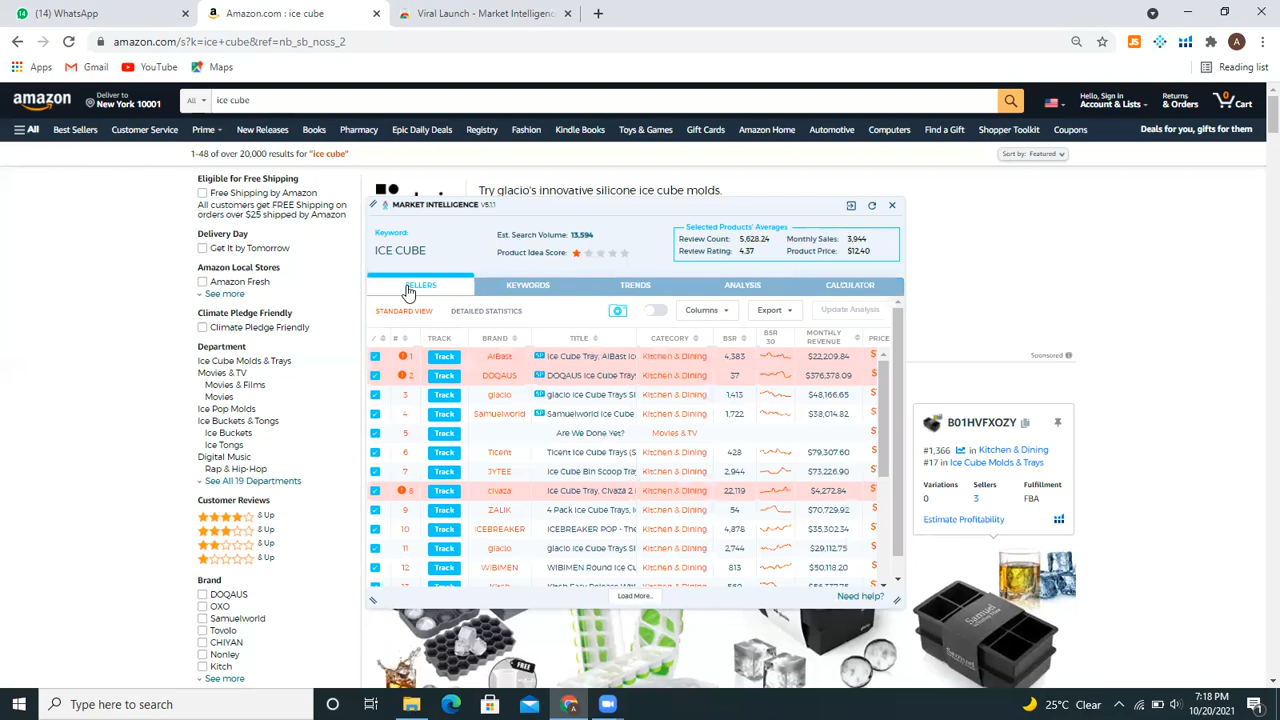 WhatsApp
Amazon.com : ice cube
Viral Launch - Market Intelligenc
amazon.com/s?k=ice+cube&ref=nb_sb_noss_2
Apps
Gmail
YouTube
Maps
Reading list
amazon
Deliver to
New York 10001
All
ice cube
Hello, Sign in
Account & Lists
Returns
& Orders
0
Cart
All
Best Sellers
Customer Service
Prime
New Releases
Books
Pharmacy
Epic Daily Deals
Registry
Fashion
Kindle Books
Toys & Games
Gift Cards
Amazon Home
Automotive
Computers
Find a Gift
Shopper Toolkit
Coupons
Deals for you, gifts for them
1-48 of over 20,000 results for "ice cube"
Sort by: Featured
Eligible for Free Shipping
Free Shipping by Amazon
All customers get FREE Shipping on
orders over $25 shipped by Amazon
Delivery Day
Get It by Tomorrow
Amazon Local Stores
Amazon Fresh
See more
Climate Pledge Friendly
Climate Pledge Friendly
Department
Ice Cube Molds & Trays
Movies & TV
Movies & Films
Movies
Ice Pop Molds
Ice Buckets & Tongs
Ice Buckets
Ice Tongs
Digital Music
Rap & Hip-Hop
See All 19 Departments
Customer Reviews
& Up
& Up
& Up
& Up
Brand
DOQAUS
OXO
Samuelworld
Tovolo
CHIYAN
Nonley
Kitch
See more
Try glacio's innovative silicone ice cube molds.
MARKET INTELLIGENCE V5.1.1
Keyword:
ICE CUBE
Est. Search Volume: 13,594
Product Idea Score:
Selected Products' Averages
Review Count: 5,628.24 Monthly Sales: 3,944
Review Rating: 4.37 Product Price: $12.40
SELLERS
KEYWORDS
TRENDS
ANALYSIS
CALCULATOR
STANDARD VIEW
DETAILED STATISTICS
Columns
Export
Update Analysis
# TRACK BRAND TITLE CATEGORY BSR BSR 30 MONTHLY REVENUE PRICE
1 Track AiBast SP Ice Cube Tray, AiBast Ic Kitchen & Dining 4,383 $22,209.84
2 Track DOQAUS SP DOQAUS Ice Cube Trays Kitchen & Dining 37 $376,378.09
3 Track glacio SP glacio Ice Cube Trays Si Kitchen & Dining 1,413 $48,166.65
4 Track Samuelworld SP Samuelworld Ice Cube Kitchen & Dining 1,722 $38,014.82
5 Track Are We Done Yet? Movies & TV
6 Track Ticent Ticent Ice Cube Trays (S Kitchen & Dining 428 $79,307.60
7 Track JYTEE Ice Cube Bin Scoop Tra Kitchen & Dining 2,944 $73,226.90
8 Track civaza Ice Cube Tray, Civaza 2 Kitchen & Dining 22,119 $4,272.84
9 Track ZALIK 4 Pack Ice Cube Trays, I Kitchen & Dining 54 $70,729.92
10 Track ICEBREAKER ICEBREAKER POP - The Kitchen & Dining 4,878 $35,302.34
11 Track glacio glacio Ice Cube Trays Si Kitchen & Dining 2,744 $29,112.75
12 Track WIBIMEN WIBIMEN Round Ice Cu Kitchen & Dining 813 $50,118.20
Load More..
Need help?
Sponsored
B01HVFXOZY
#1,366 in Kitchen & Dining
#17 in Ice Cube Molds & Trays
Variations Sellers Fulfillment
0 3 FBA
Estimate Profitability
FREE
Samuel
Samuel
Type here to search
25°C Clear
7:18 PM
10/20/2021